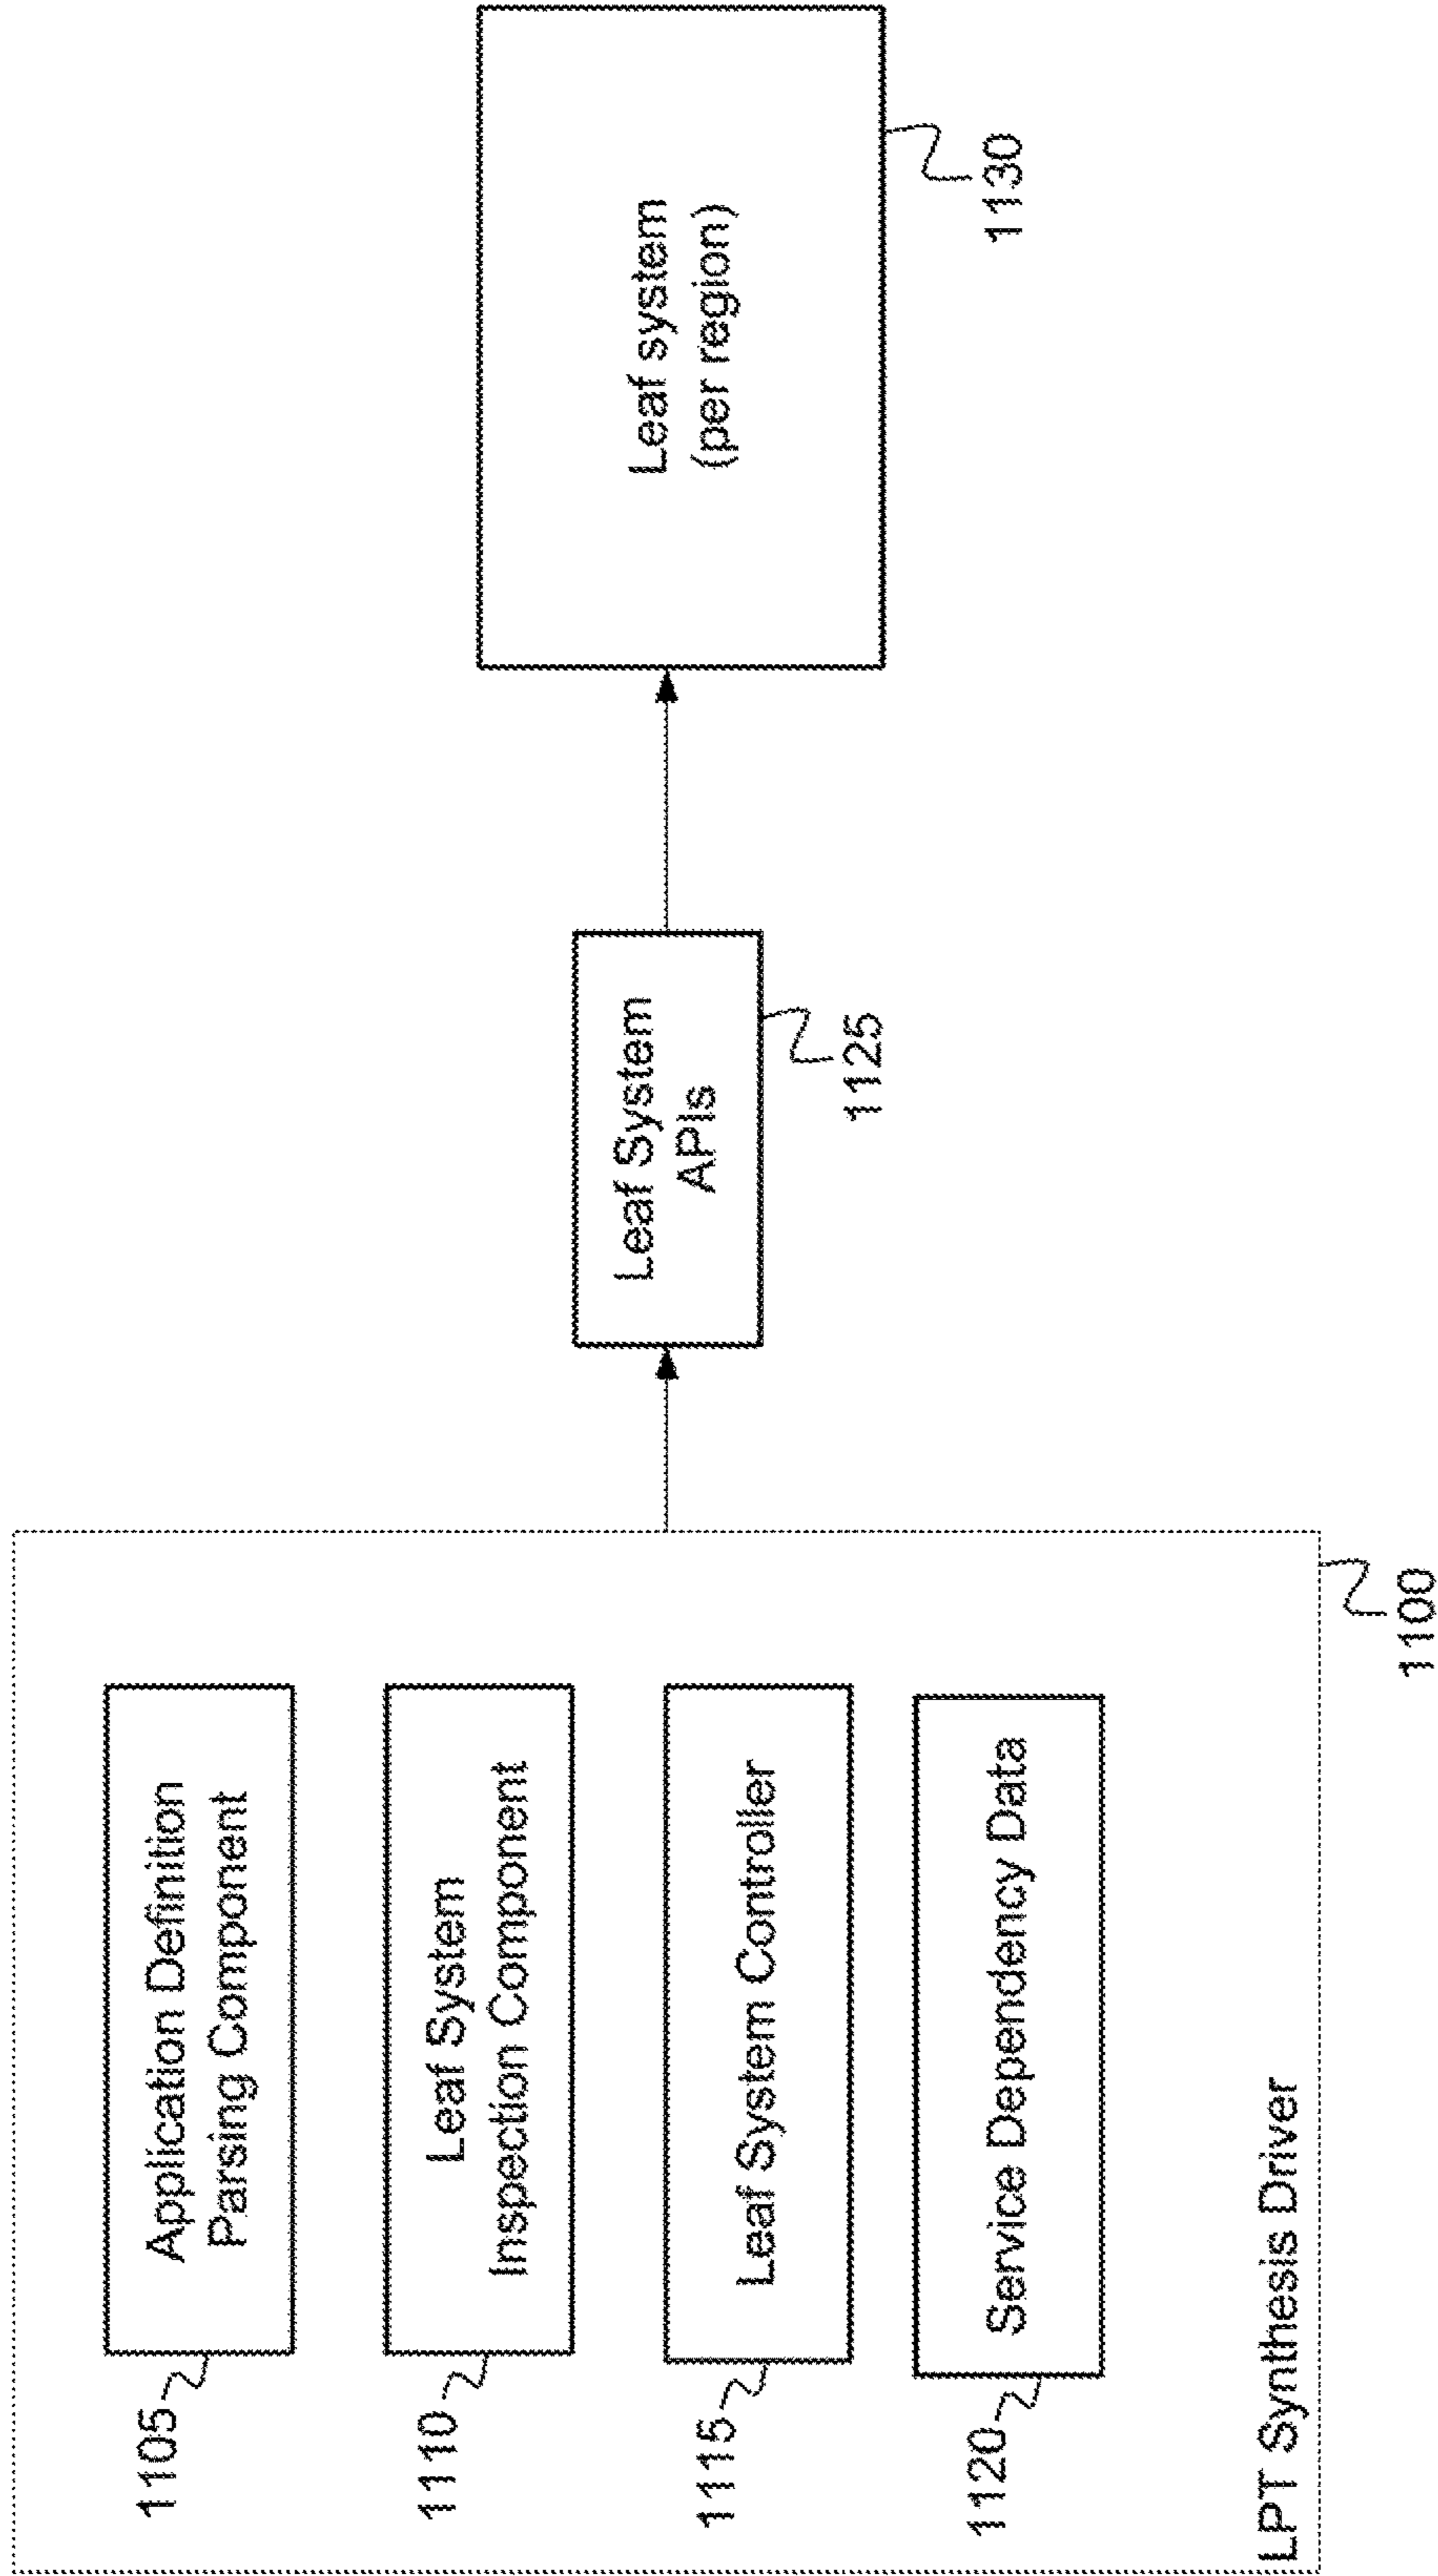 1105
Application Definition
Parsing Component
1110
Leaf System
Inspection Component
1115
Leaf System Controller
1120
Service Dependency Data
LPT Synthesis Driver
1100
Leaf System
APIs
1125
Leaf system
(per region)
1130